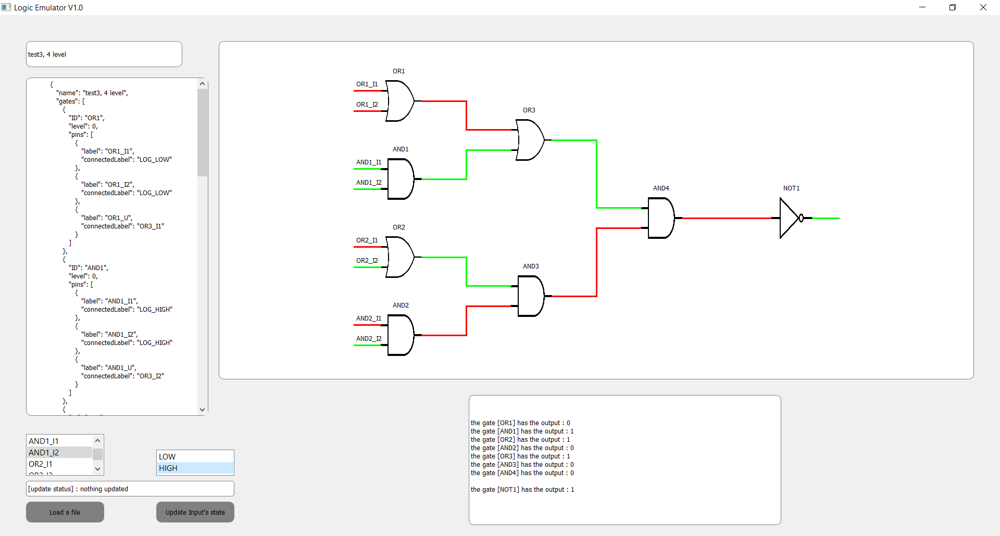 Logic Emulator V1.0
test3, 4 level
{
"name": "test3, 4 level",
"gates": [
{
"ID": "OR1",
"level": 0,
"pins": [
{
"label": "OR1_I1",
"connectedLabel": "LOG_LOW"
},
{
"label": "OR1_I2",
"connectedLabel": "LOG_LOW"
},
{
"label": "OR1_U",
"connectedLabel": "OR3_I1"
}
]
},
{
"ID": "AND1",
"level": 0,
"pins": [
{
"label": "AND1_I1",
"connectedLabel": "LOG_HIGH"
},
{
"label": "AND1_I2",
"connectedLabel": "LOG_HIGH"
},
{
"label": "AND1_U",
"connectedLabel": "OR3_I2"
}
]
},
{
OR1
OR1_I1
OR1_I2
OR3
AND1
AND1_I1
AND1_I2
AND4
NOT1
OR2
OR2_I1
OR2_I2
AND3
AND2
AND2_I1
AND2_I2
AND1_I1
AND1_I2
OR2_I1
LOW
HIGH
[update status] : nothing updated
Load a file
Update Input's state
the gate [OR1] has the output : 0
the gate [AND1] has the output : 1
the gate [OR2] has the output : 1
the gate [AND2] has the output : 0
the gate [OR3] has the output : 1
the gate [AND3] has the output : 0
the gate [AND4] has the output : 0
the gate [NOT1] has the output : 1